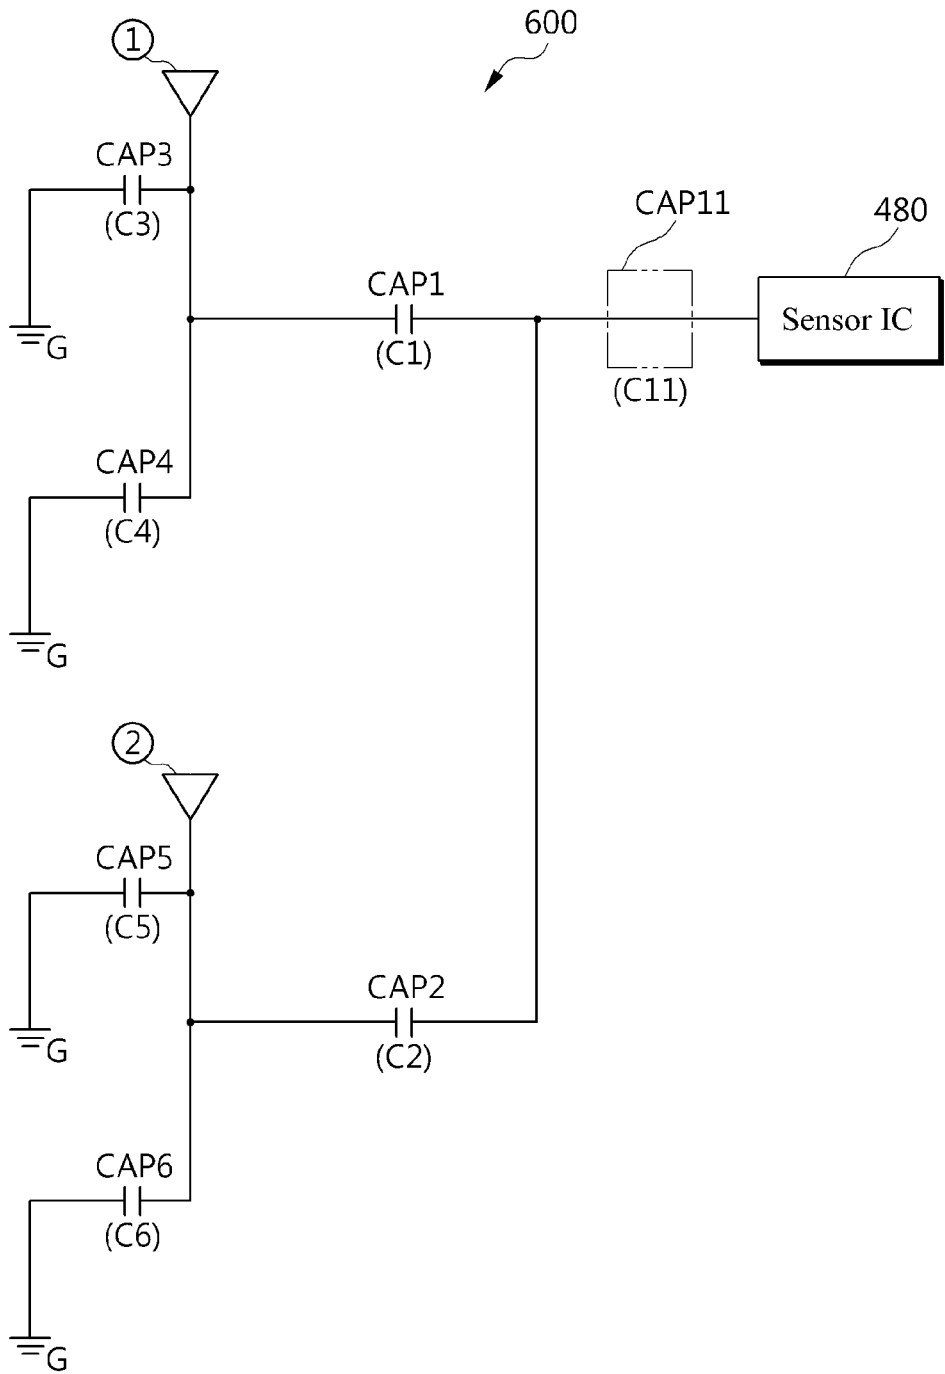 600
①
CAP3
(C3)
G
CAP11
480
CAP1
(C1)
Sensor IC
(C11)
CAP4
(C4)
G
②
CAP5
(C5)
G
CAP2
(C2)
CAP6
(C6)
G